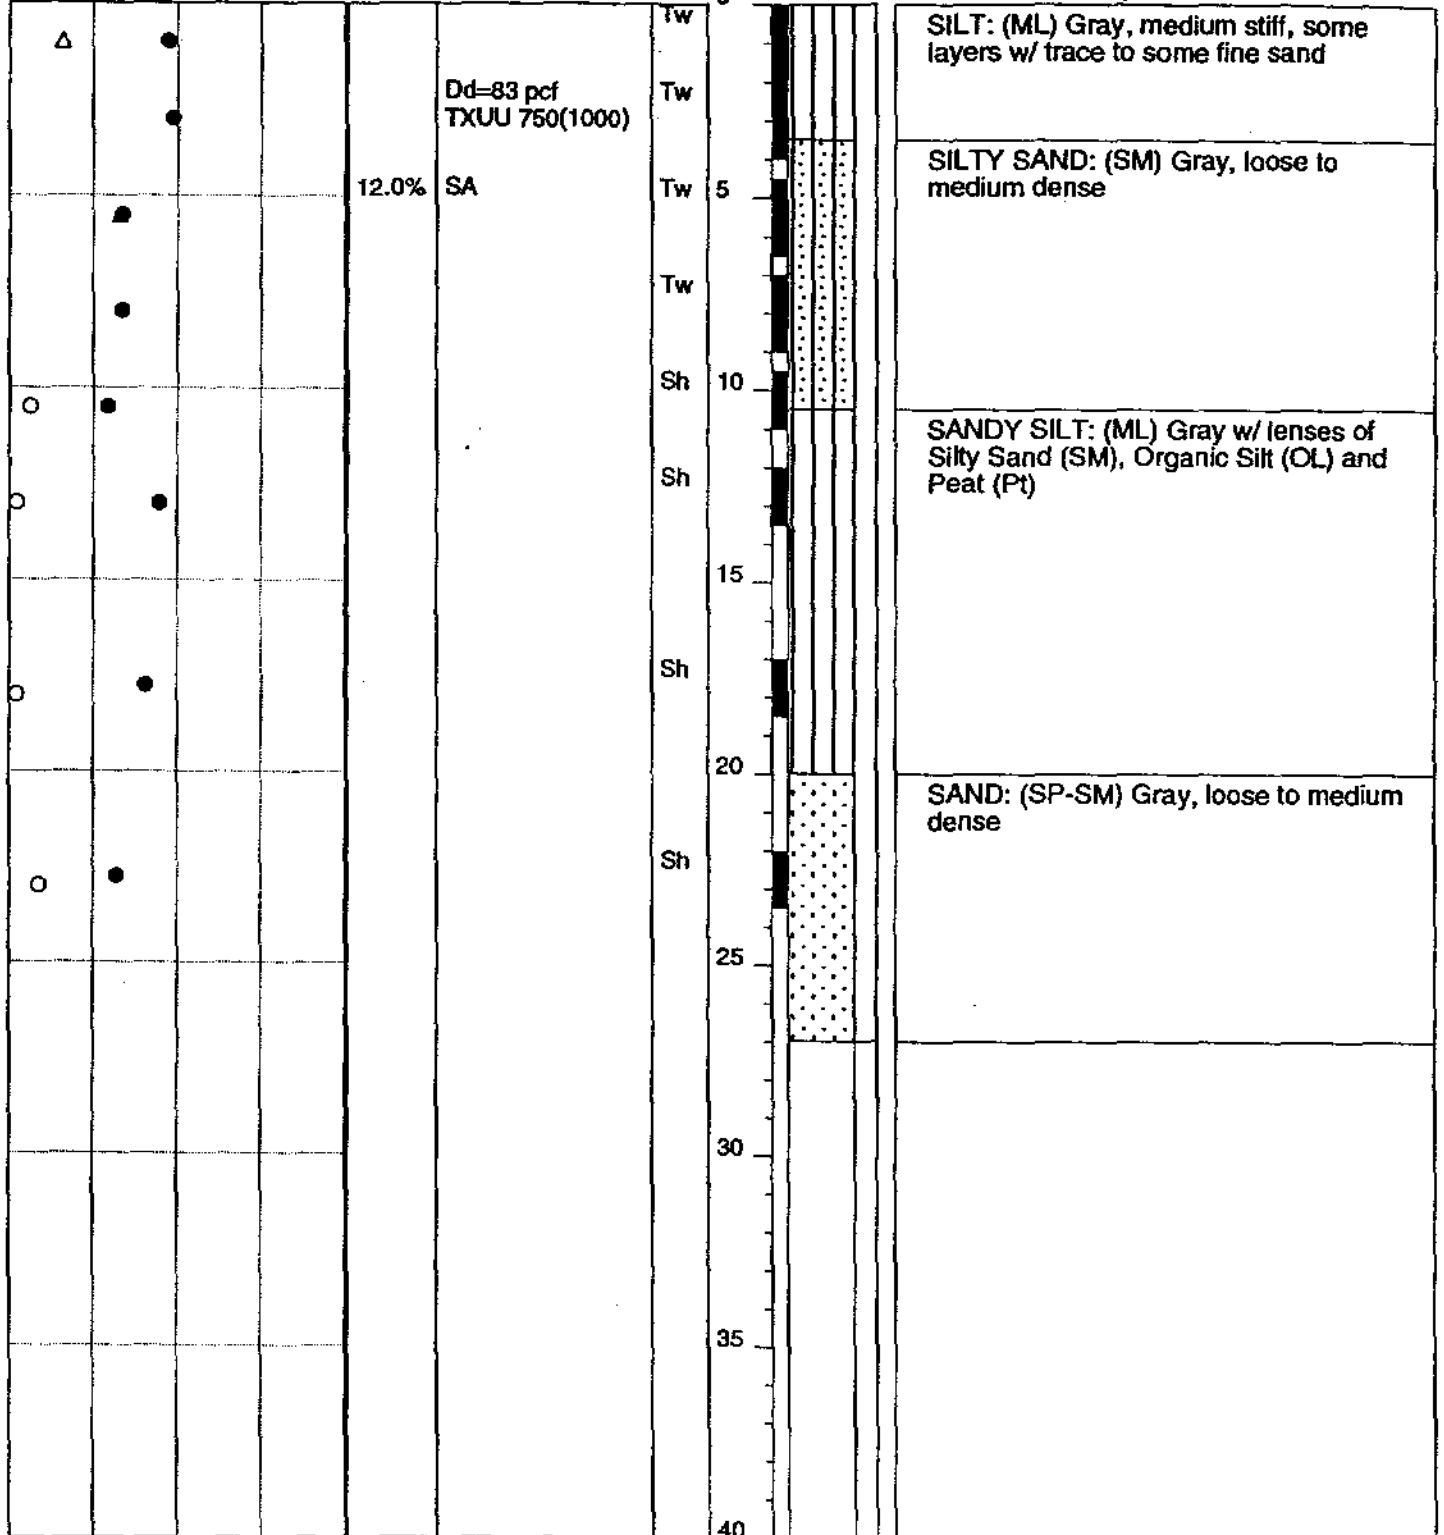 Tw
SILT: (ML) Gray, medium stiff, some
layers w/ trace to some fine sand
Dd=83 pcf
TXUU 750(1000)
Tw
SILTY SAND: (SM) Gray, loose to
medium dense
12.0%
SA
Tw
5
Tw
Sh
10
SANDY SILT: (ML) Gray w/ lenses of
Silty Sand (SM), Organic Silt (OL) and
Peat (Pt)
Sh
15
Sh
20
SAND: (SP-SM) Gray, loose to medium
dense
Sh
25
30
35
40